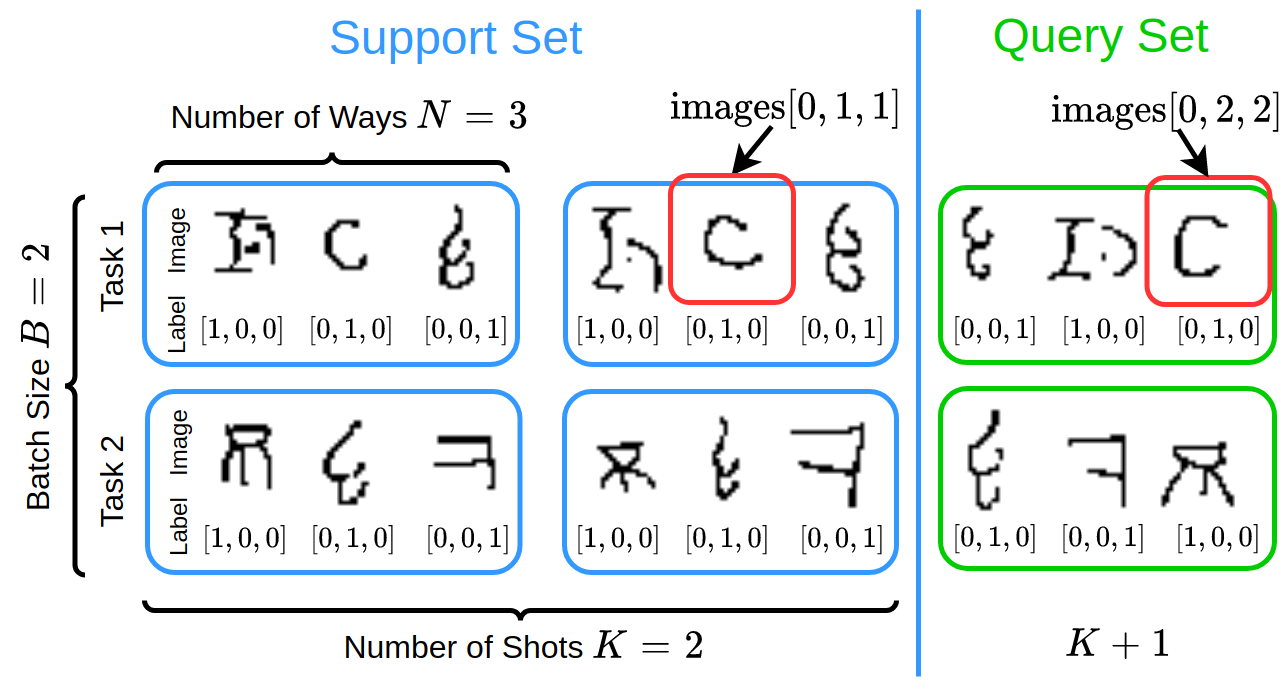 Support Set
Query Set
Number of Ways N = 3
images[0, 1, 1]
images[0, 2, 2]
Batch Size B = 2
Task 1
Image
Label
[1, 0, 0] [0, 1, 0] [0, 0, 1]
[1, 0, 0] [0, 1, 0] [0, 0, 1]
[0, 0, 1] [1, 0, 0] [0, 1, 0]
Task 2
Image
Label
[1, 0, 0] [0, 1, 0] [0, 0, 1]
[1, 0, 0] [0, 1, 0] [0, 0, 1]
[0, 1, 0] [0, 0, 1] [1, 0, 0]
Number of Shots K = 2
K + 1